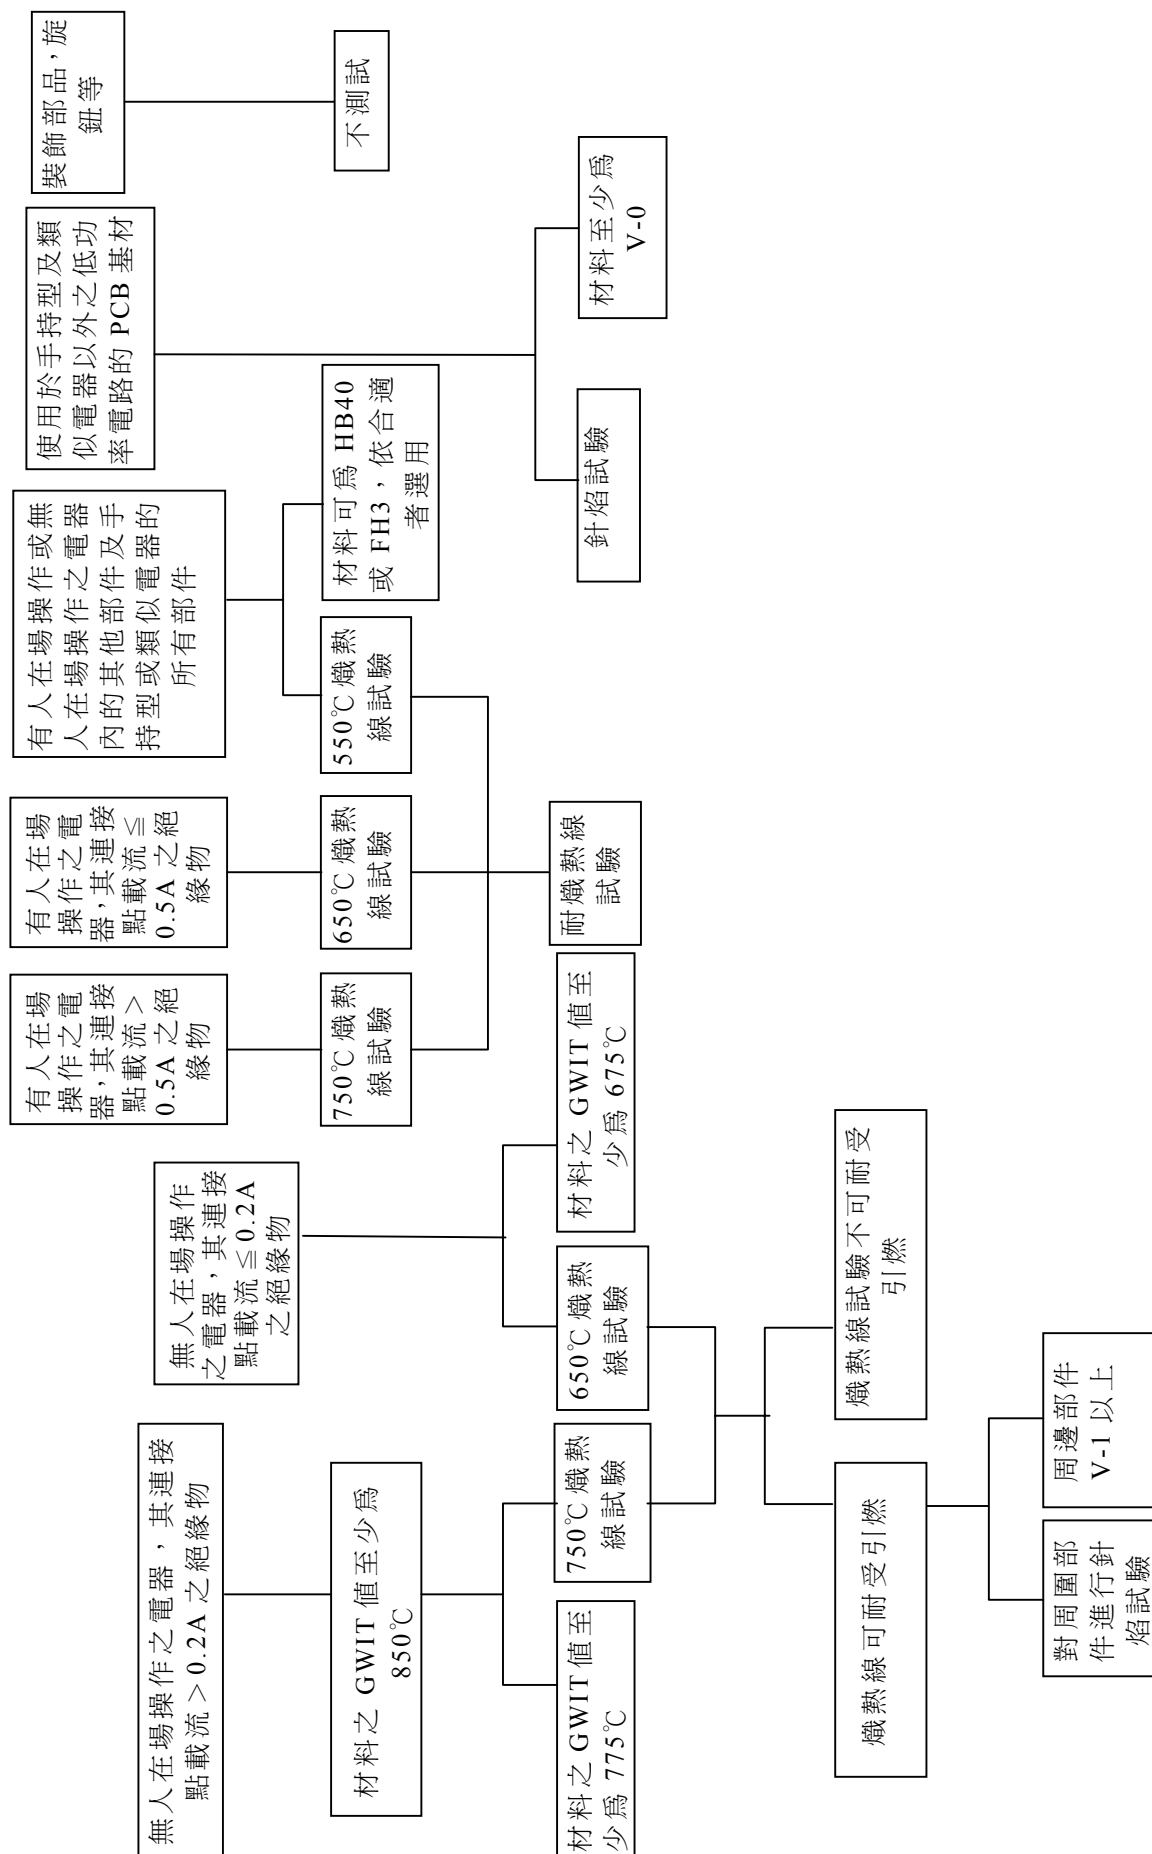 無人在場操作之電器，其連接
點載流＞0.2A 之絕緣物
無人在場操作
之電器，其連接
點載流≦0.2A
之絕緣物
有人在場
操作之電
器，其連接
點載流＞
0.5A 之絕
緣物
有人在場
操作之電
器，其連接
點載流≦
0.5A 之絕
緣物
有人在場操作或無
人在場操作之電器
內的其他部件及手
持型或類似電器的
所有部件
使用於手持型及類
似電器以外之低功
率電路的 PCB 基材
裝飾部品，旋
鈕等
材料之 GWIT 值至少為
850℃
750℃熾熱
線試驗
650℃熾熱
線試驗
550℃熾熱
線試驗
材料可為 HB40
或 FH3，依合適
者選用
不測試
材料之 GWIT 值至
少為 775℃
750℃熾熱
線試驗
650℃熾熱
線試驗
材料之 GWIT 值至
少為 675℃
耐熾熱線
試驗
針焰試驗
材料至少為
V-0
熾熱線可耐受引燃
熾熱線試驗不可耐受
引燃
對周圍部
件進行針
焰試驗
周邊部件
V-1 以上